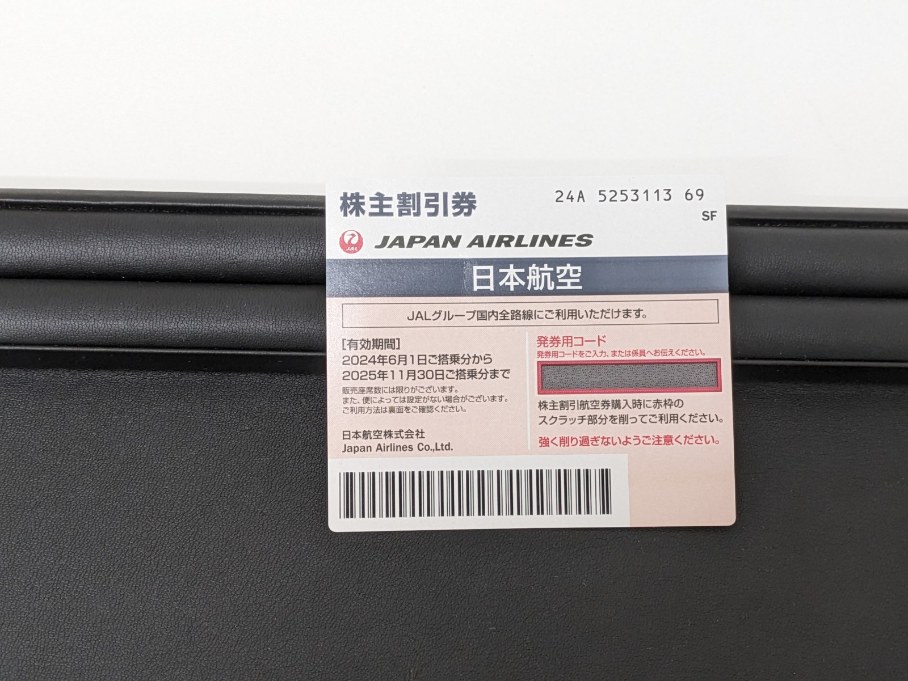 株主割引券
24A 5253113 69
SF
JAL
JAPAN AIRLINES
日本航空
JALグループ国内全路線にご利用いただけます。
[有効期間]
2024年6月1日ご搭乗分から
2025年11月30日ご搭乗分まで
販売座席数には限りがございます。
また、便によっては設定がない場合がございます。
ご利用方法は裏面をご確認ください。
日本航空株式会社
Japan Airlines Co.,Ltd.
発券用コード
発券用コードをご入力、または係員へお伝えください。
株主割引航空券購入時に赤枠の
スクラッチ部分を削ってご利用ください。
強く削り過ぎないようご注意ください。